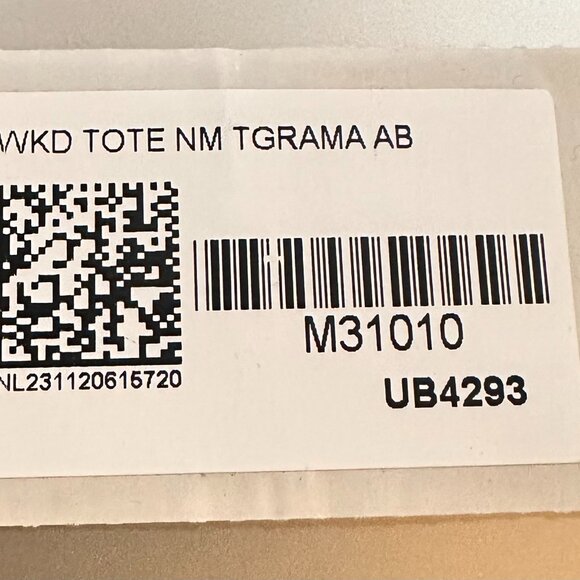 WKD TOTE NM TGRAMA AB
NL231120615720
M31010
UB4293